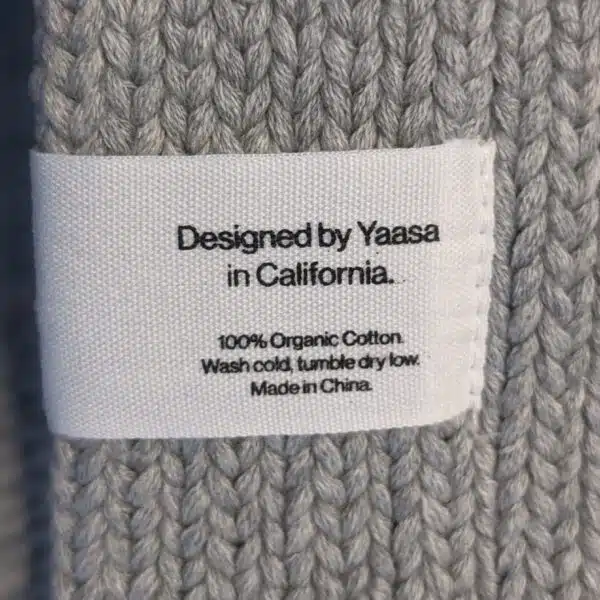 Designed by Yaasa
in California.
100% Organic Cotton.
Wash cold, tumble dry low.
Made in China.